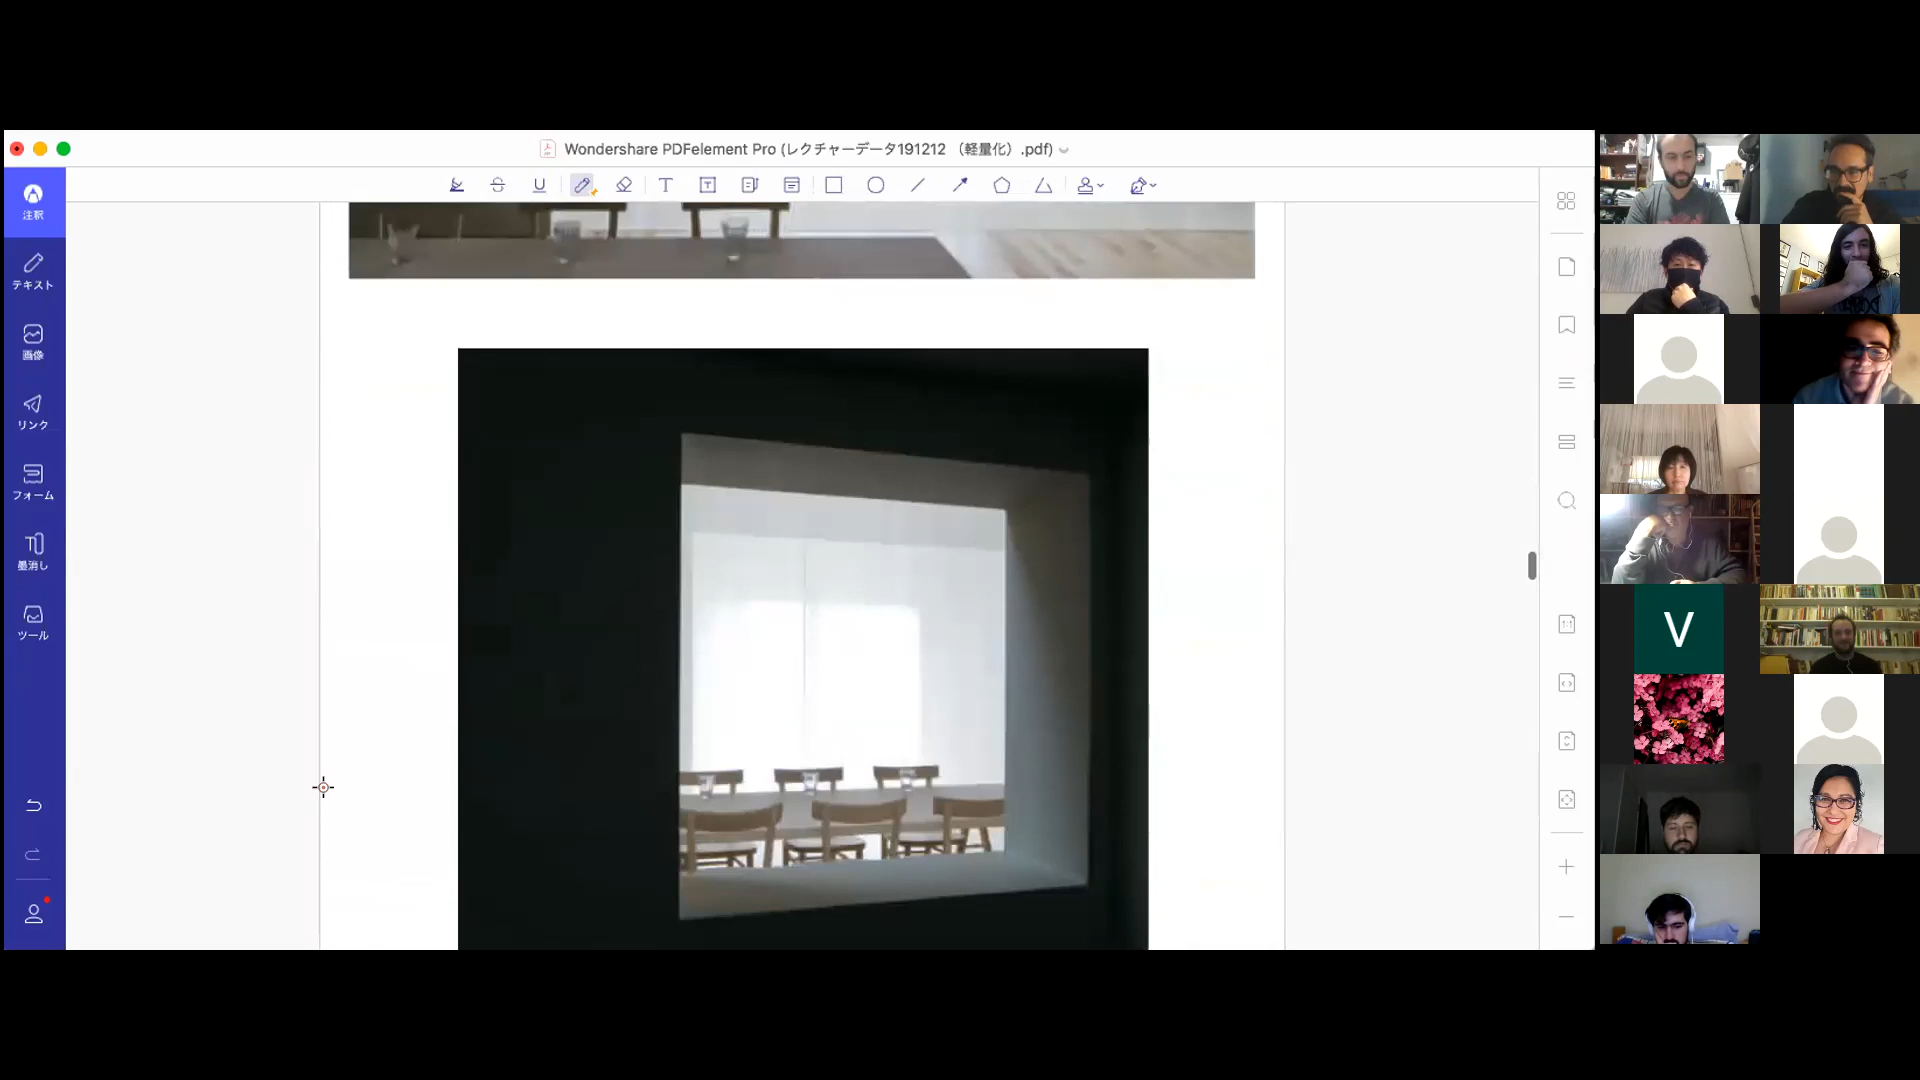 Wondershare PDFelement Pro (レクチャーデータ191212 （軽量化）.pdf)
注釈
テキスト
画像
リンク
フォーム
墨消し
ツール
V